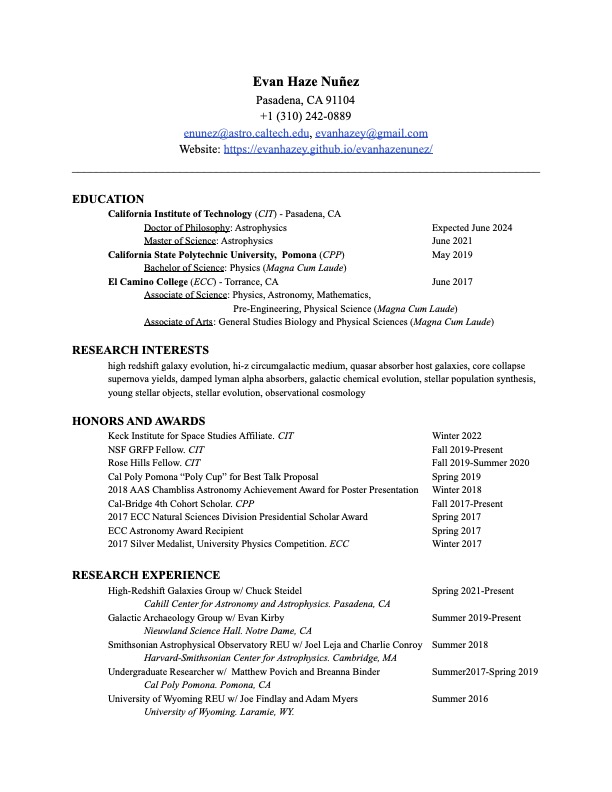 Evan Haze Nuñez
Pasadena, CA 91104
+1 (310) 242-0889
enunez@astro.caltech.edu, evanhazey@gmail.com
Website: https://evanhazey.github.io/evanhazenunez/
EDUCATION
California Institute of Technology (CIT) - Pasadena, CA
Doctor of Philosophy: Astrophysics Expected June 2024
Master of Science: Astrophysics June 2021
California State Polytechnic University, Pomona (CPP) May 2019
Bachelor of Science: Physics (Magna Cum Laude)
El Camino College (ECC) - Torrance, CA June 2017
Associate of Science: Physics, Astronomy, Mathematics,
Pre-Engineering, Physical Science (Magna Cum Laude)
Associate of Arts: General Studies Biology and Physical Sciences (Magna Cum Laude)
RESEARCH INTERESTS
high redshift galaxy evolution, hi-z circumgalactic medium, quasar absorber host galaxies, core collapse
supernova yields, damped lyman alpha absorbers, galactic chemical evolution, stellar population synthesis,
young stellar objects, stellar evolution, observational cosmology
HONORS AND AWARDS
Keck Institute for Space Studies Affiliate. CIT Winter 2022
NSF GRFP Fellow. CIT Fall 2019-Present
Rose Hills Fellow. CIT Fall 2019-Summer 2020
Cal Poly Pomona “Poly Cup” for Best Talk Proposal Spring 2019
2018 AAS Chambliss Astronomy Achievement Award for Poster Presentation Winter 2018
Cal-Bridge 4th Cohort Scholar. CPP Fall 2017-Present
2017 ECC Natural Sciences Division Presidential Scholar Award Spring 2017
ECC Astronomy Award Recipient Spring 2017
2017 Silver Medalist, University Physics Competition. ECC Winter 2017
RESEARCH EXPERIENCE
High-Redshift Galaxies Group w/ Chuck Steidel Spring 2021-Present
Cahill Center for Astronomy and Astrophysics. Pasadena, CA
Galactic Archaeology Group w/ Evan Kirby Summer 2019-Present
Nieuwland Science Hall. Notre Dame, CA
Smithsonian Astrophysical Observatory REU w/ Joel Leja and Charlie Conroy Summer 2018
Harvard-Smithsonian Center for Astrophysics. Cambridge, MA
Undergraduate Researcher w/ Matthew Povich and Breanna Binder Summer2017-Spring 2019
Cal Poly Pomona. Pomona, CA
University of Wyoming REU w/ Joe Findlay and Adam Myers Summer 2016
University of Wyoming. Laramie, WY.